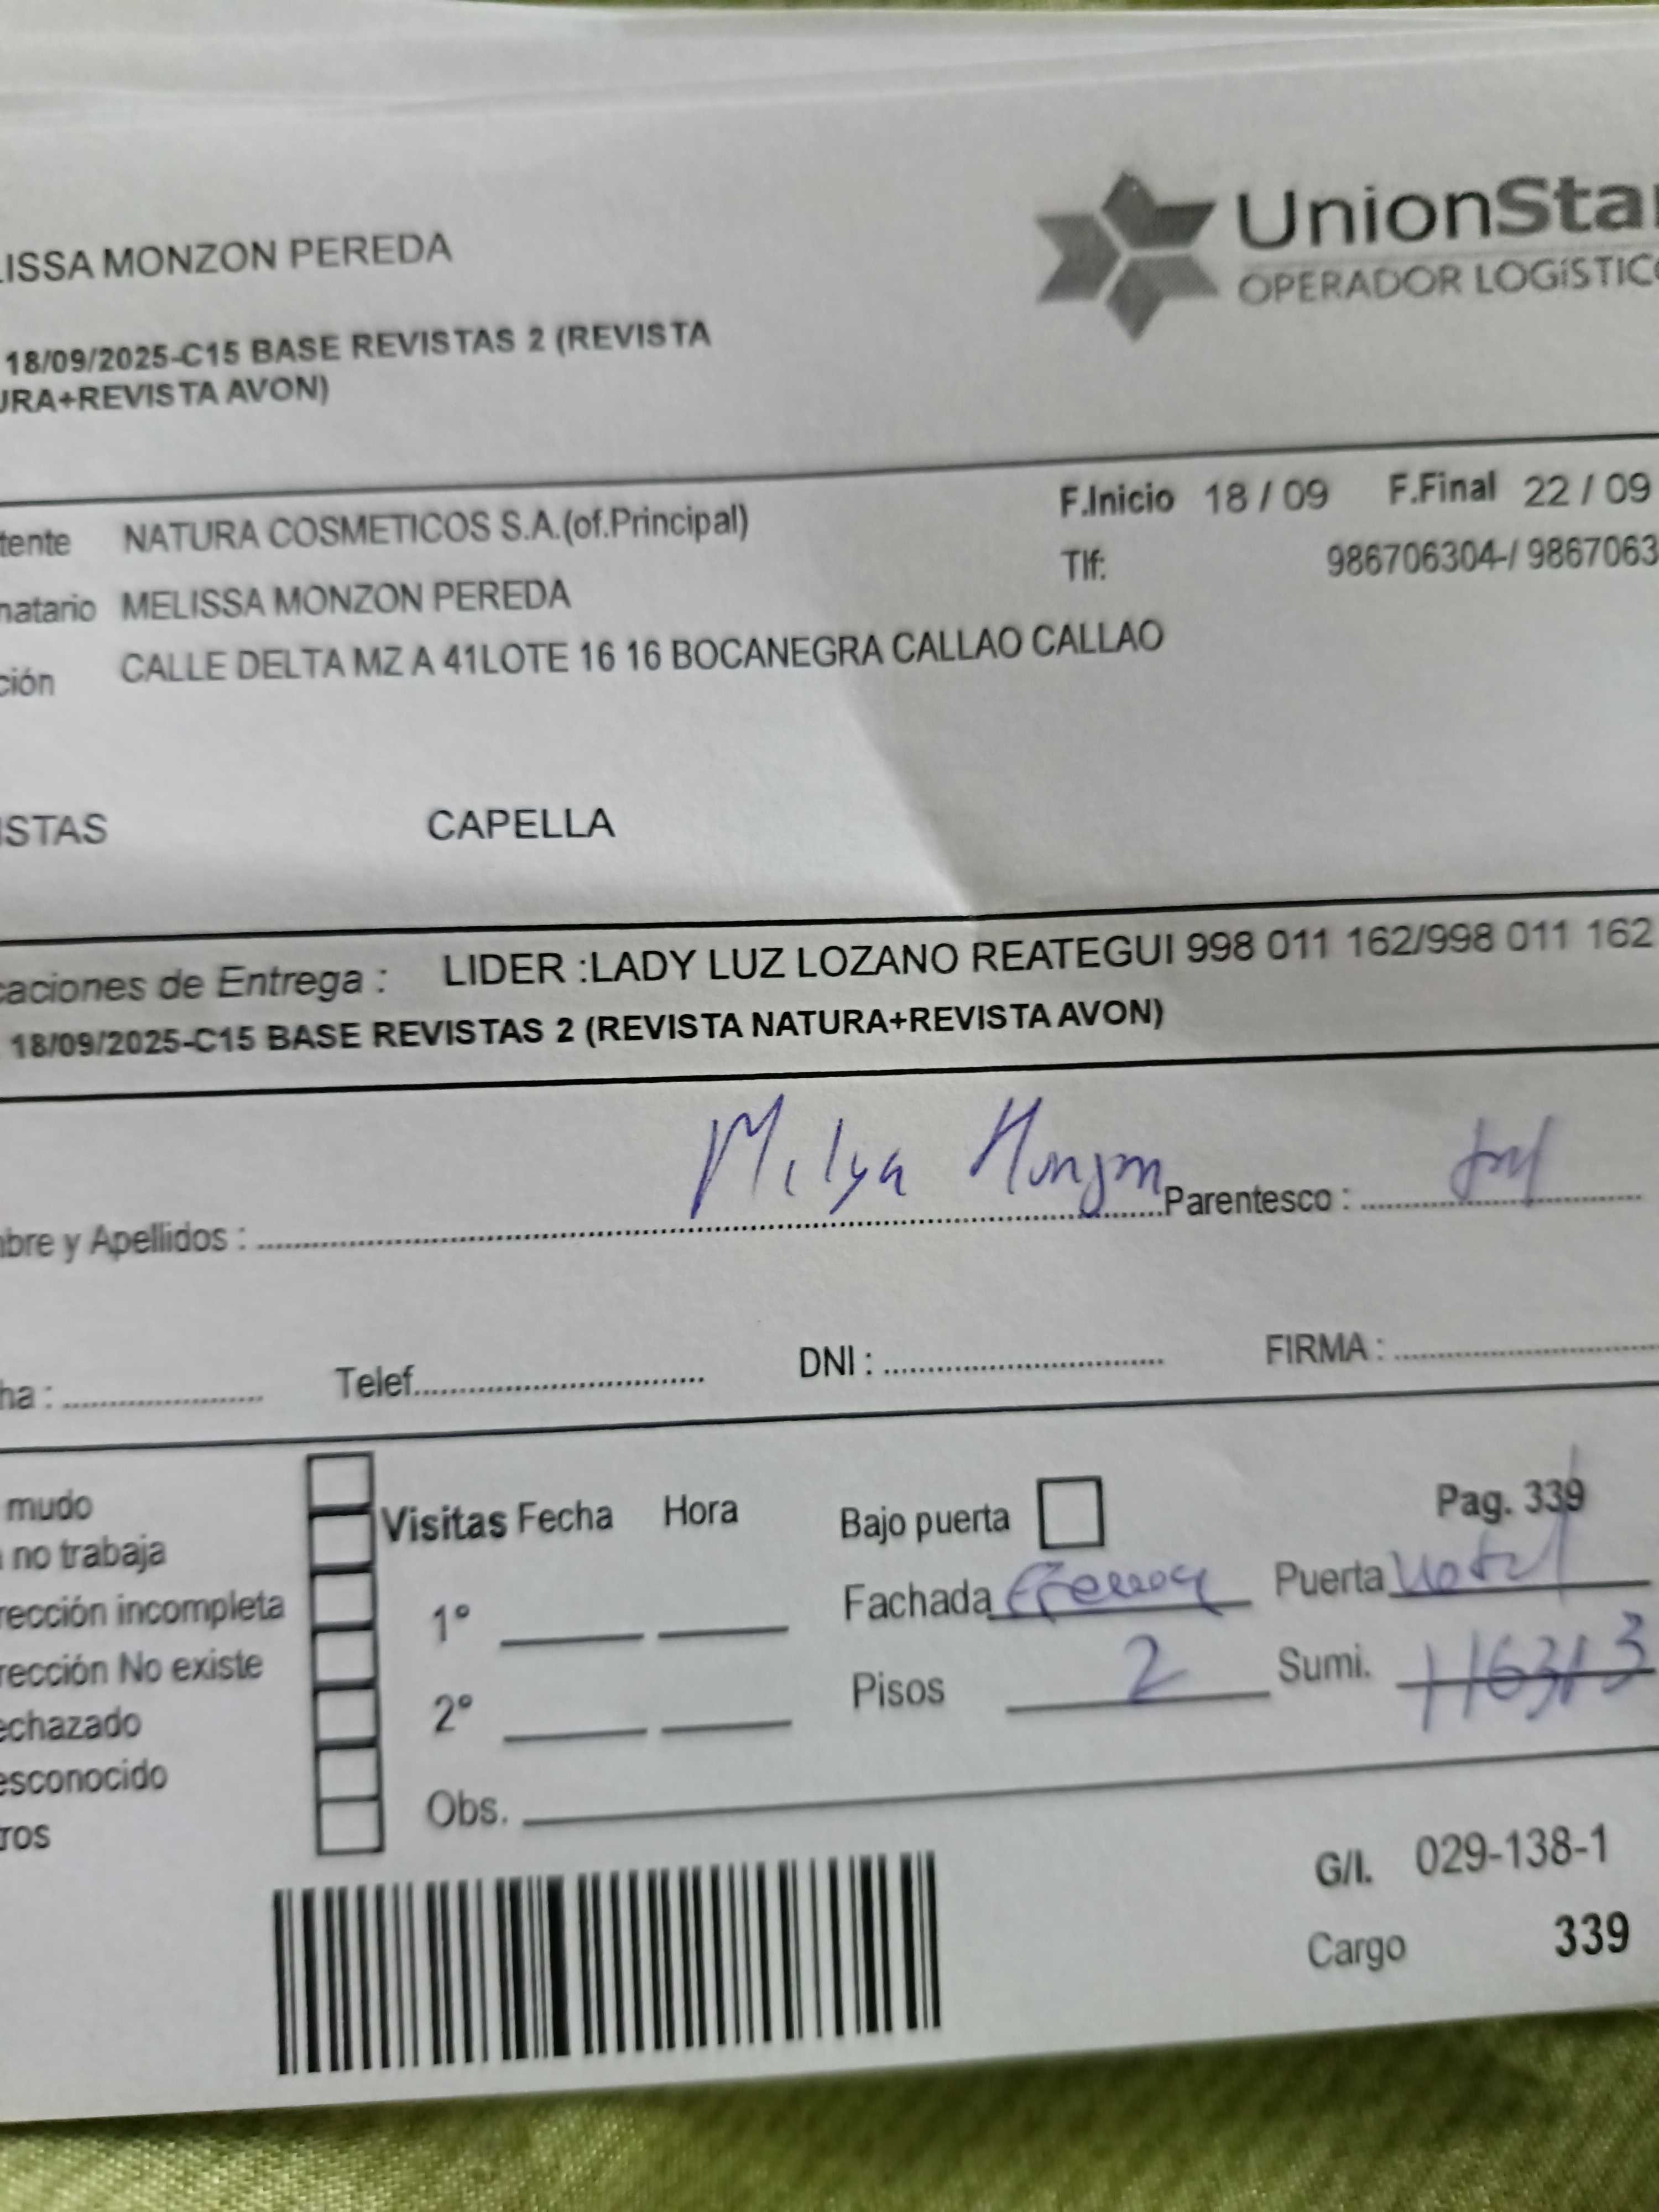 LISSA MONZON PEREDA
UnionStar
OPERADOR LOGÍSTICO
18/09/2025-C15 BASE REVISTAS 2 (REVISTA
URA+REVISTA AVON)
F.Inicio 18 / 09 F.Final 22 / 09
tente NATURA COSMETICOS S.A.(of.Principal)
Tlf: 986706304-/ 9867063
natario MELISSA MONZON PEREDA
ción CALLE DELTA MZ A 41LOTE 16 16 BOCANEGRA CALLAO CALLAO
ISTAS CAPELLA
caciones de Entrega : LIDER :LADY LUZ LOZANO REATEGUI 998 011 162/998 011 162
18/09/2025-C15 BASE REVISTAS 2 (REVISTA NATURA+REVISTA AVON)
bre y Apellidos : Monzon Parentesco :
ha : Telef. DNI : FIRMA :
mudo
no trabaja
rección incompleta
rección No existe
echazado
esconocido
ros
Visitas Fecha Hora
1°
2°
Obs.
Bajo puerta Pag. 339
Fachada Puerta
Pisos 2 Sumi.
G/I. 029-138-1
Cargo 339